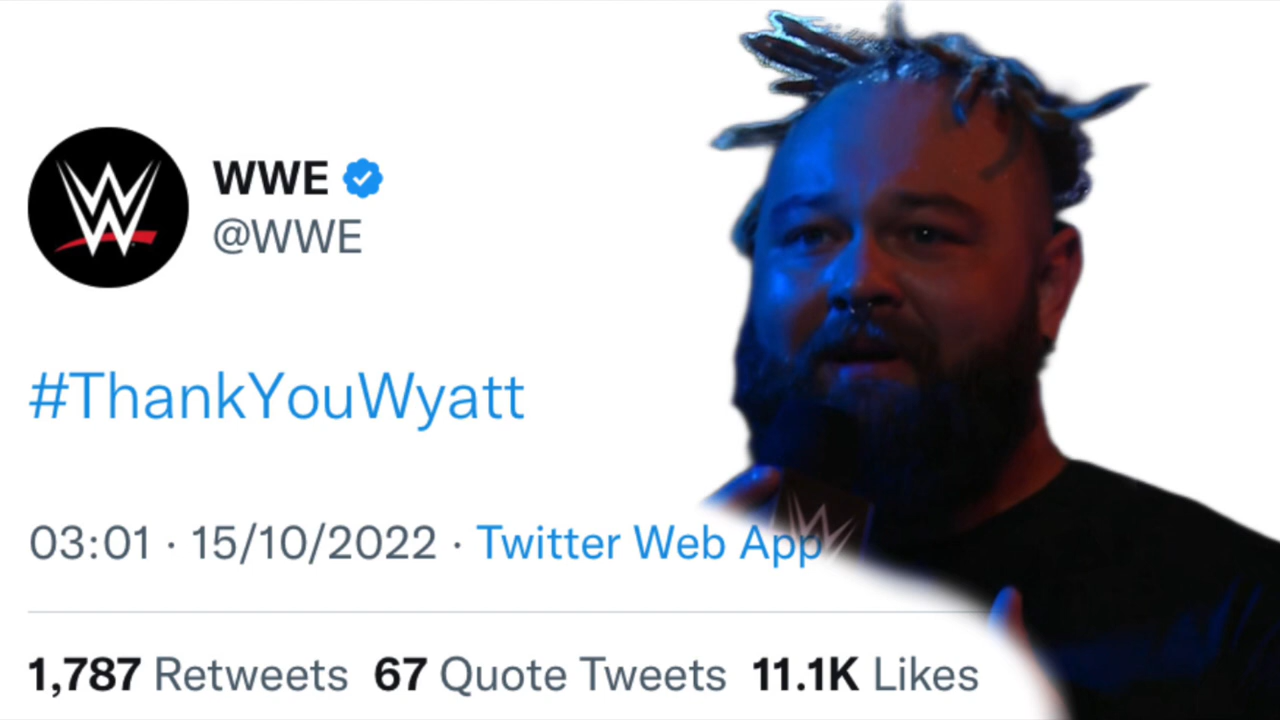 WWE
@WWE
#ThankYouWyatt
03:01 · 15/10/2022 · Twitter Web App
1,787 Retweets 67 Quote Tweets 11.1K Likes